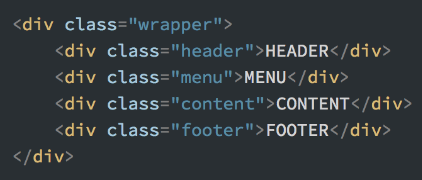 <div class="wrapper">
    <div class="header">HEADER</div>
    <div class="menu">MENU</div>
    <div class="content">CONTENT</div>
    <div class="footer">FOOTER</div>
</div>